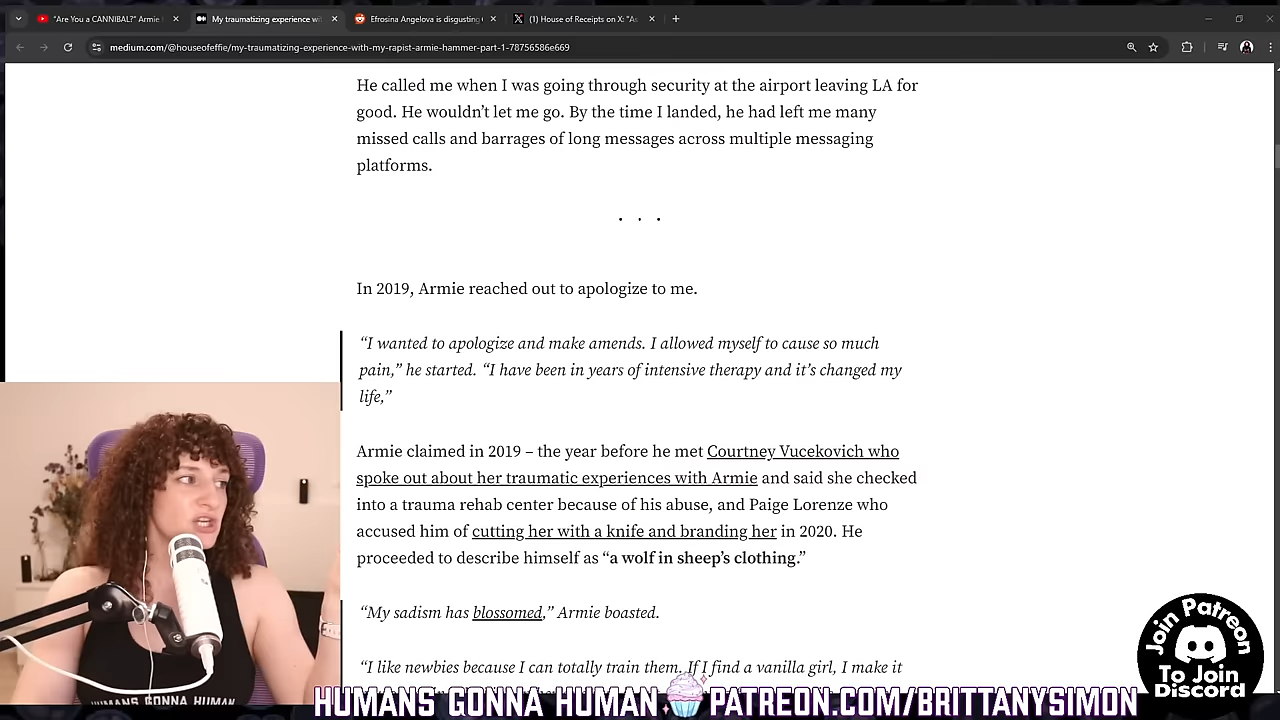 "Are You a CANNIBAL?" Armie
My traumatizing experience wi
Efrosina Angelova is disgusting
(1) House of Receipts on X: "As
medium.com/@houseofeffie/my-traumatizing-experience-with-my-rapist-armie-hammer-part-1-78756586e669
He called me when I was going through security at the airport leaving LA for
good. He wouldn't let me go. By the time I landed, he had left me many
missed calls and barrages of long messages across multiple messaging
platforms.
. . .
In 2019, Armie reached out to apologize to me.
“I wanted to apologize and make amends. I allowed myself to cause so much
pain,” he started. “I have been in years of intensive therapy and it’s changed my
life,”
Armie claimed in 2019 – the year before he met Courtney Vucekovich who
spoke out about her traumatic experiences with Armie and said she checked
into a trauma rehab center because of his abuse, and Paige Lorenze who
accused him of cutting her with a knife and branding her in 2020. He
proceeded to describe himself as “a wolf in sheep’s clothing.”
“My sadism has blossomed,” Armie boasted.
“I like newbies because I can totally train them. If I find a vanilla girl, I make it
HUMANS GONNA HUMAN
HUMANS GONNA HUMAN PATREON.COM/BRITTANYSIMON
Join Patreon
To Join
Discord